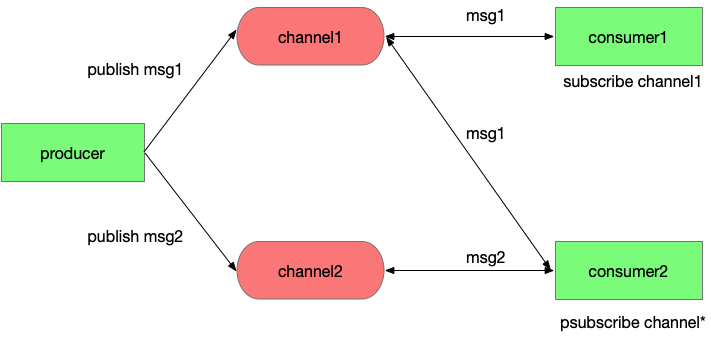 msg1
channel1
consumer1
publish msg1
subscribe channel1
msg1
producer
publish msg2
msg2
channel2
consumer2
psubscribe channel*